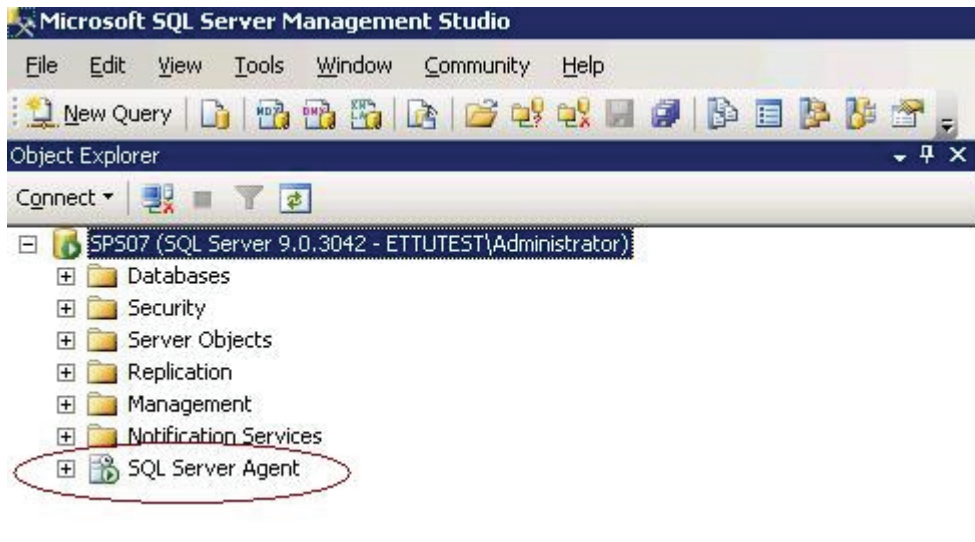 Microsoft SQL Server Management Studio
File Edit View Tools Window Community Help
New Query
Object Explorer
Connect
SPS07 (SQL Server 9.0.3042 - ETTUTEST\Administrator)
Databases
Security
Server Objects
Replication
Management
Notification Services
SQL Server Agent